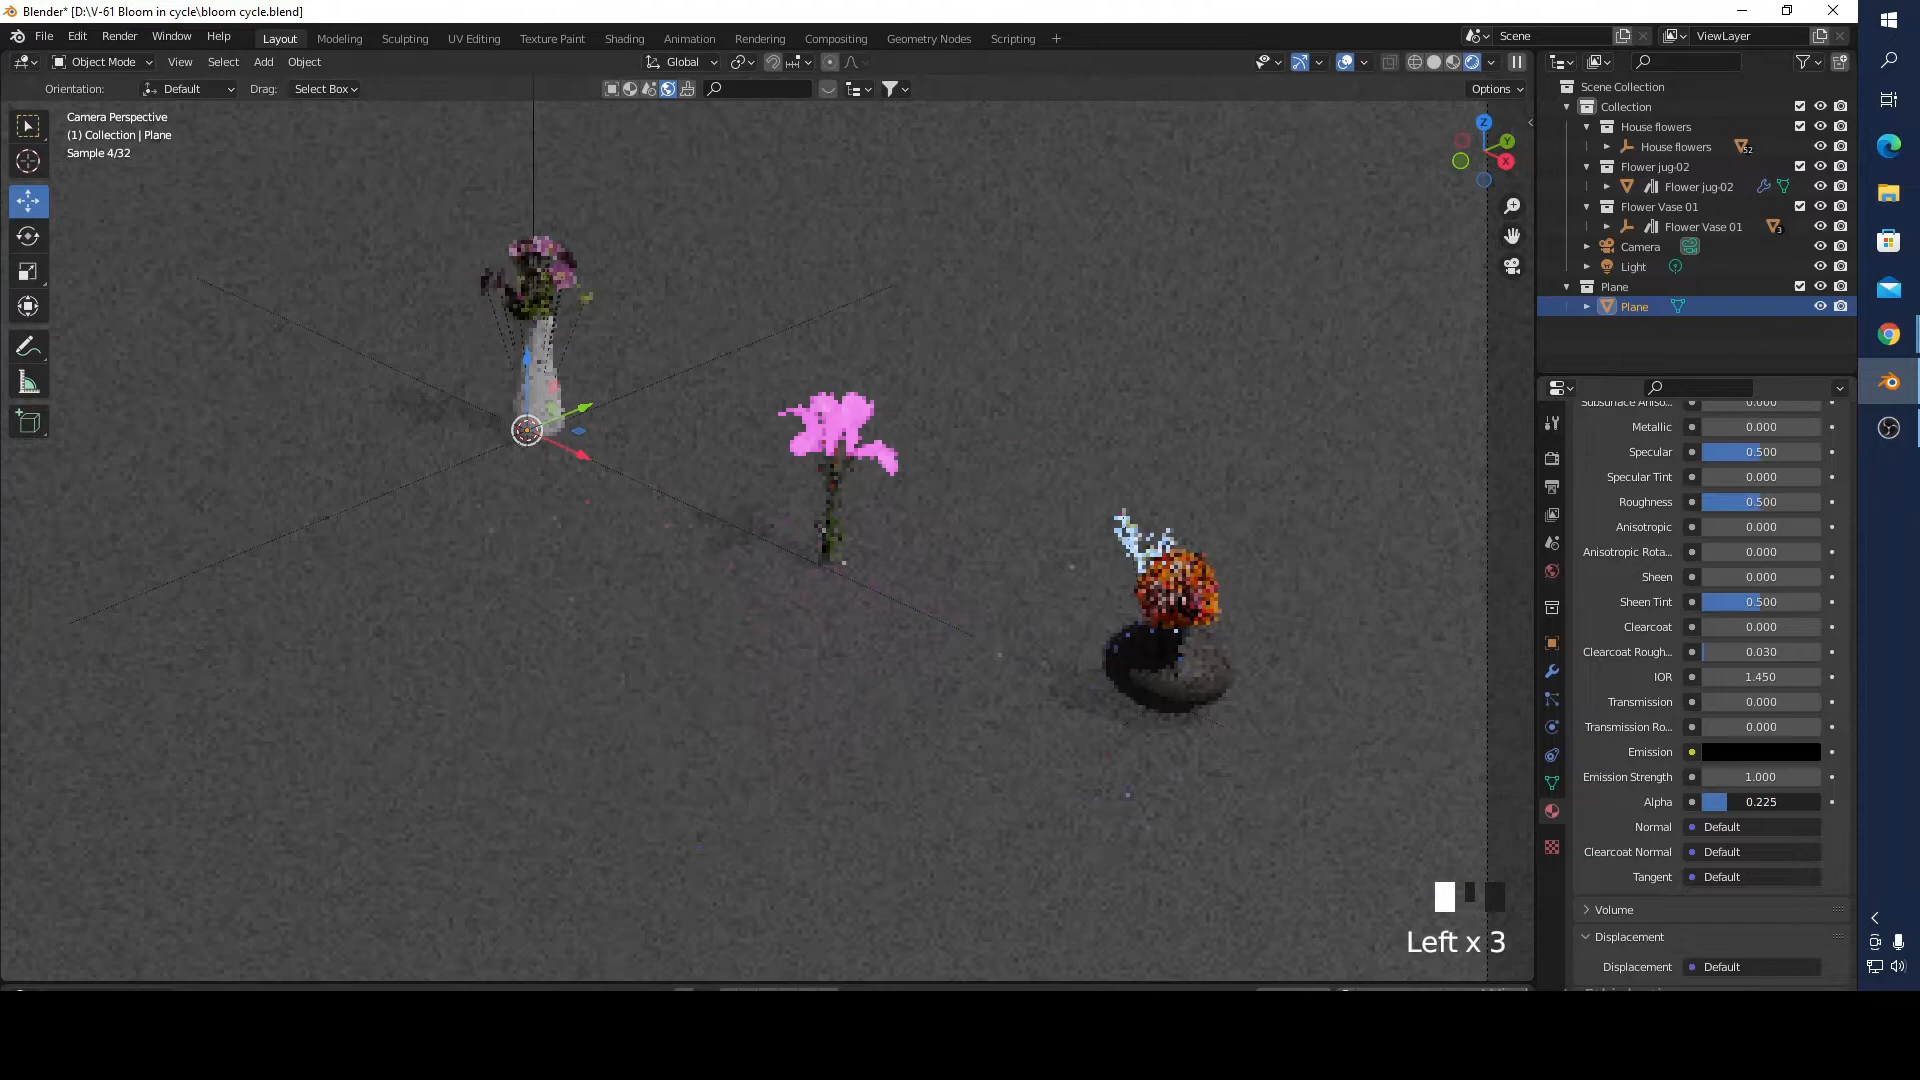 Blender* [D:\V-61 Bloom in cycle\bloom cycle.blend]
File Edit Render Window Help Layout Modeling Sculpting UV Editing Texture Paint Shading Animation Rendering Compositing Geometry Nodes Scripting + Scene ViewLayer
Object Mode View Select Add Object Global
Orientation: Default Drag: Select Box Options
Camera Perspective
(1) Collection | Plane
Sample 4/32
Z
Y
X
Scene Collection
Collection
House flowers
House flowers 52
Flower jug-02
Flower jug-02
Flower Vase 01
Flower Vase 01 3
Camera
Light
Plane
Plane
Metallic 0.000
Specular 0.500
Specular Tint 0.000
Roughness 0.500
Anisotropic 0.000
Anisotropic Rota... 0.000
Sheen 0.000
Sheen Tint 0.500
Clearcoat 0.000
Clearcoat Rough... 0.030
IOR 1.450
Transmission 0.000
Transmission Ro... 0.000
Emission
Emission Strength 1.000
Alpha 0.225
Normal Default
Clearcoat Normal Default
Tangent Default
Volume
Displacement
Displacement Default
Left x 3